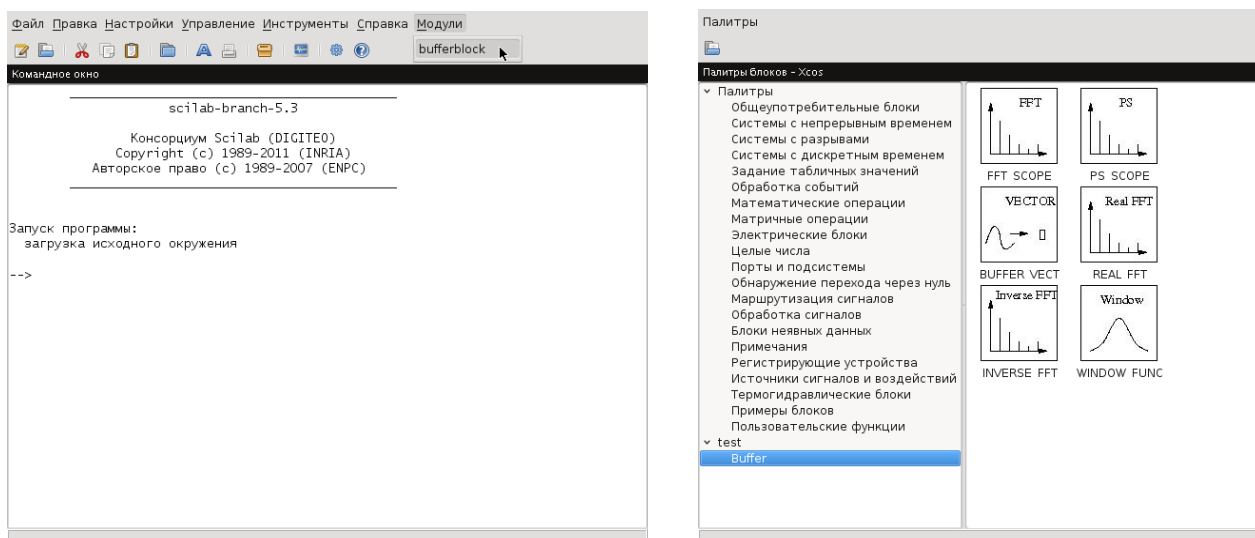 Файл Правка Настройки Управление Инструменты Справка Модули
bufferblock
Командное окно
scilab-branch-5.3
Консорциум Scilab (DIGITEO)
Copyright (c) 1989-2011 (INRIA)
Авторское право (c) 1989-2007 (ENPC)
Запуск программы:
загрузка исходного окружения
-->
Палитры
Палитры блоков - Xcos
Палитры
Общеупотребительные блоки
Системы с непрерывным временем
Системы с разрывами
Системы с дискретным временем
Задание табличных значений
Обработка событий
Математические операции
Матричные операции
Электрические блоки
Целые числа
Порты и подсистемы
Обнаружение перехода через нуль
Маршрутизация сигналов
Обработка сигналов
Блоки неявных данных
Примечания
Регистрирующие устройства
Источники сигналов и воздействий
Термогидравлические блоки
Примеры блоков
Пользовательские функции
test
Buffer
FFT
PS
FFT SCOPE
PS SCOPE
VECTOR
Real FFT
BUFFER VECT
REAL FFT
Inverse FFT
Window
INVERSE FFT
WINDOW FUNC